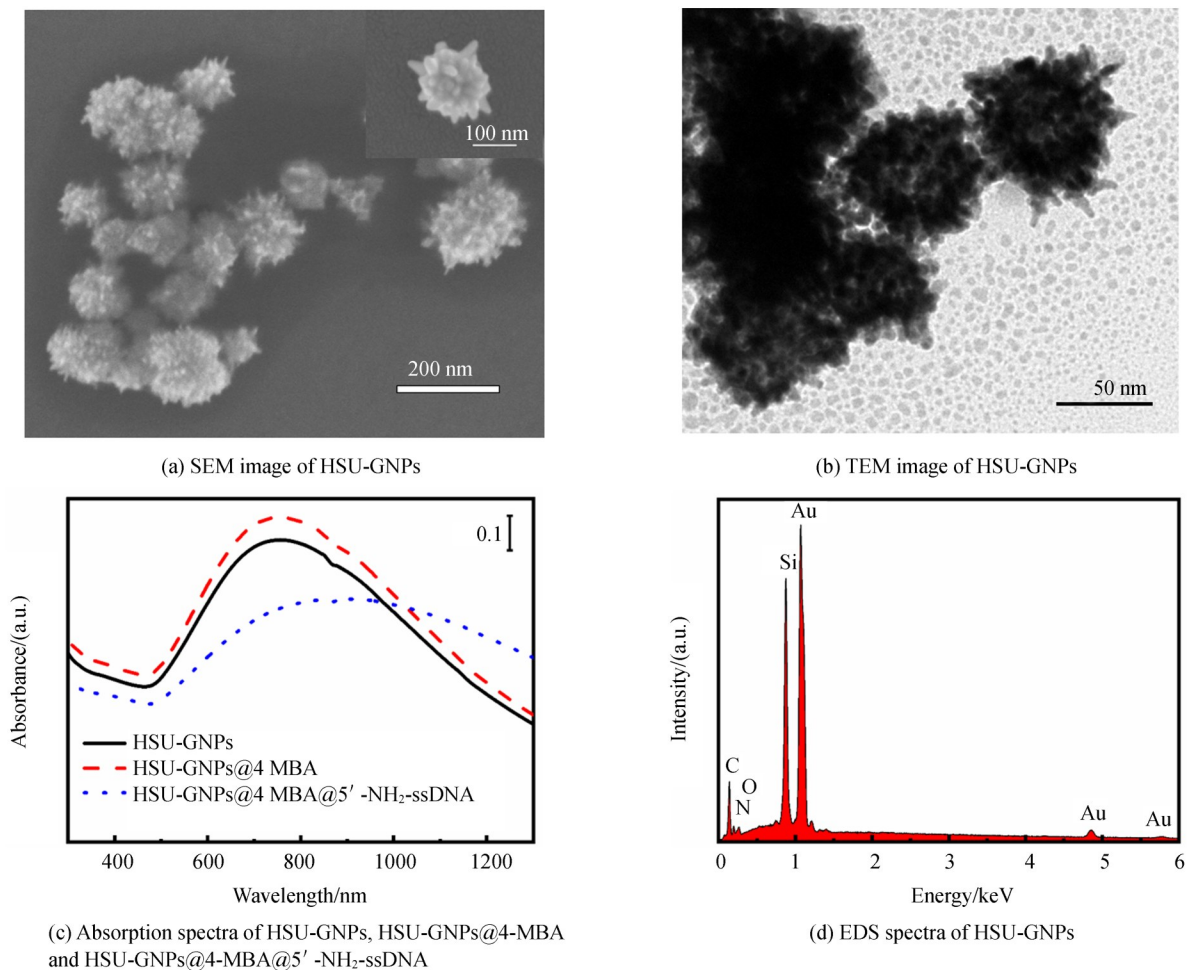 100 nm
200 nm
(a) SEM image of HSU-GNPs
50 nm
(b) TEM image of HSU-GNPs
Absorbance/(a.u.)
0.1
HSU-GNPs
HSU-GNPs@4 MBA
HSU-GNPs@4 MBA@5′ -NH₂-ssDNA
400 600 800 1000 1200
Wavelength/nm
(c) Absorption spectra of HSU-GNPs, HSU-GNPs@4-MBA
and HSU-GNPs@4-MBA@5′ -NH₂-ssDNA
Intensity/(a.u.)
Au
Si
C
O
N
Au
Au
0 1 2 3 4 5 6
Energy/keV
(d) EDS spectra of HSU-GNPs